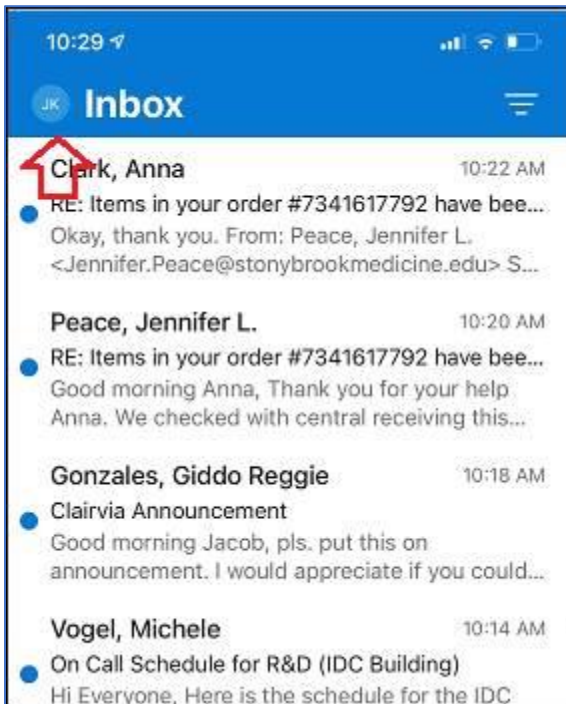 10:29
JK Inbox
Clark, Anna 10:22 AM
RE: Items in your order #7341617792 have bee...
Okay, thank you. From: Peace, Jennifer L.
<Jennifer.Peace@stonybrookmedicine.edu> S...
Peace, Jennifer L. 10:20 AM
RE: Items in your order #7341617792 have bee...
Good morning Anna, Thank you for your help
Anna. We checked with central receiving this...
Gonzales, Giddo Reggie 10:18 AM
Clairvia Announcement
Good morning Jacob, pls. put this on
announcement. I would appreciate if you could...
Vogel, Michele 10:14 AM
On Call Schedule for R&D (IDC Building)
Hi Everyone, Here is the schedule for the IDC